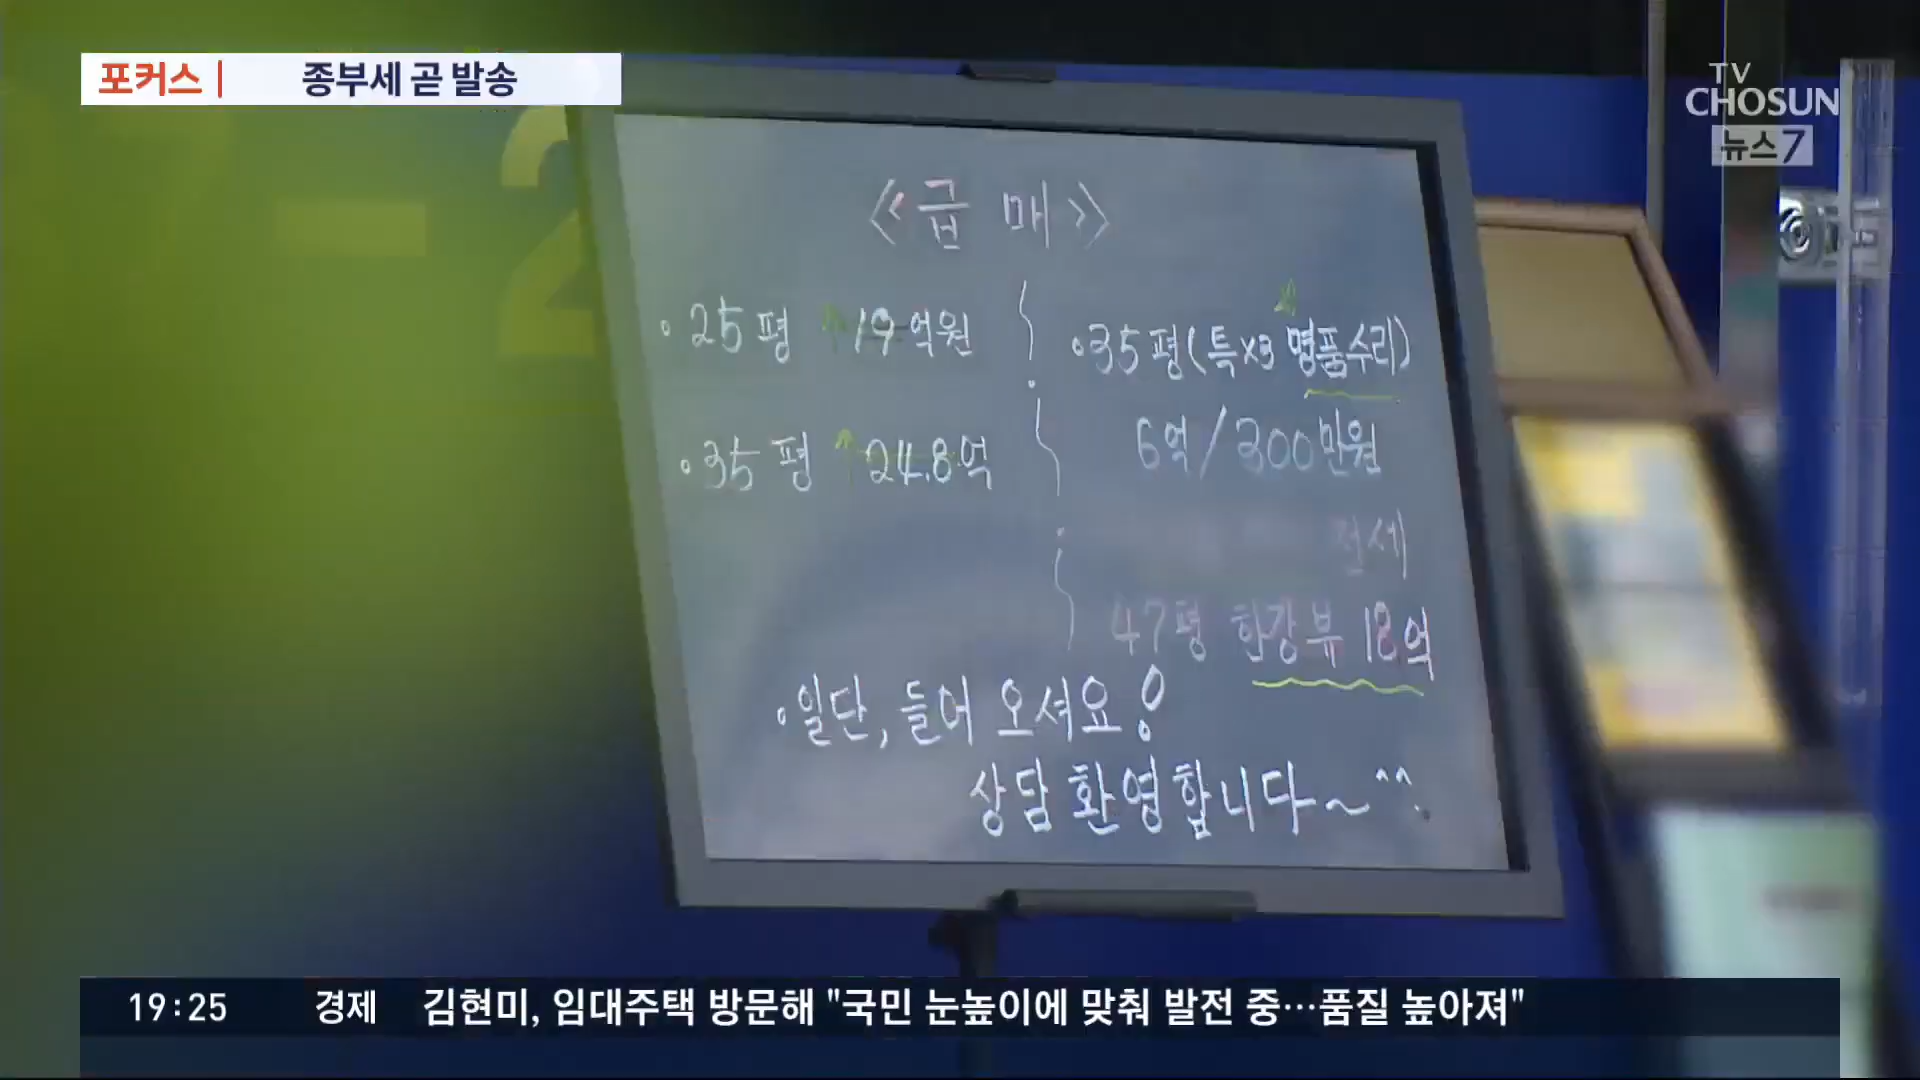 포커스 | 종부세 곧 발송
TV CHOSUN
뉴스7
-2
《급 매》
• 25평 ↑ 19억원
• 35평 ↑ 24.8억
• 35평(특x3 명품수리)
6억/300만원
전세
47평 한강뷰 18억
• 일단, 들어 오셔요!
상담 환영합니다~^^.
19:25 경제 김현미, 임대주택 방문해 "국민 눈높이에 맞춰 발전 중…품질 높아져"